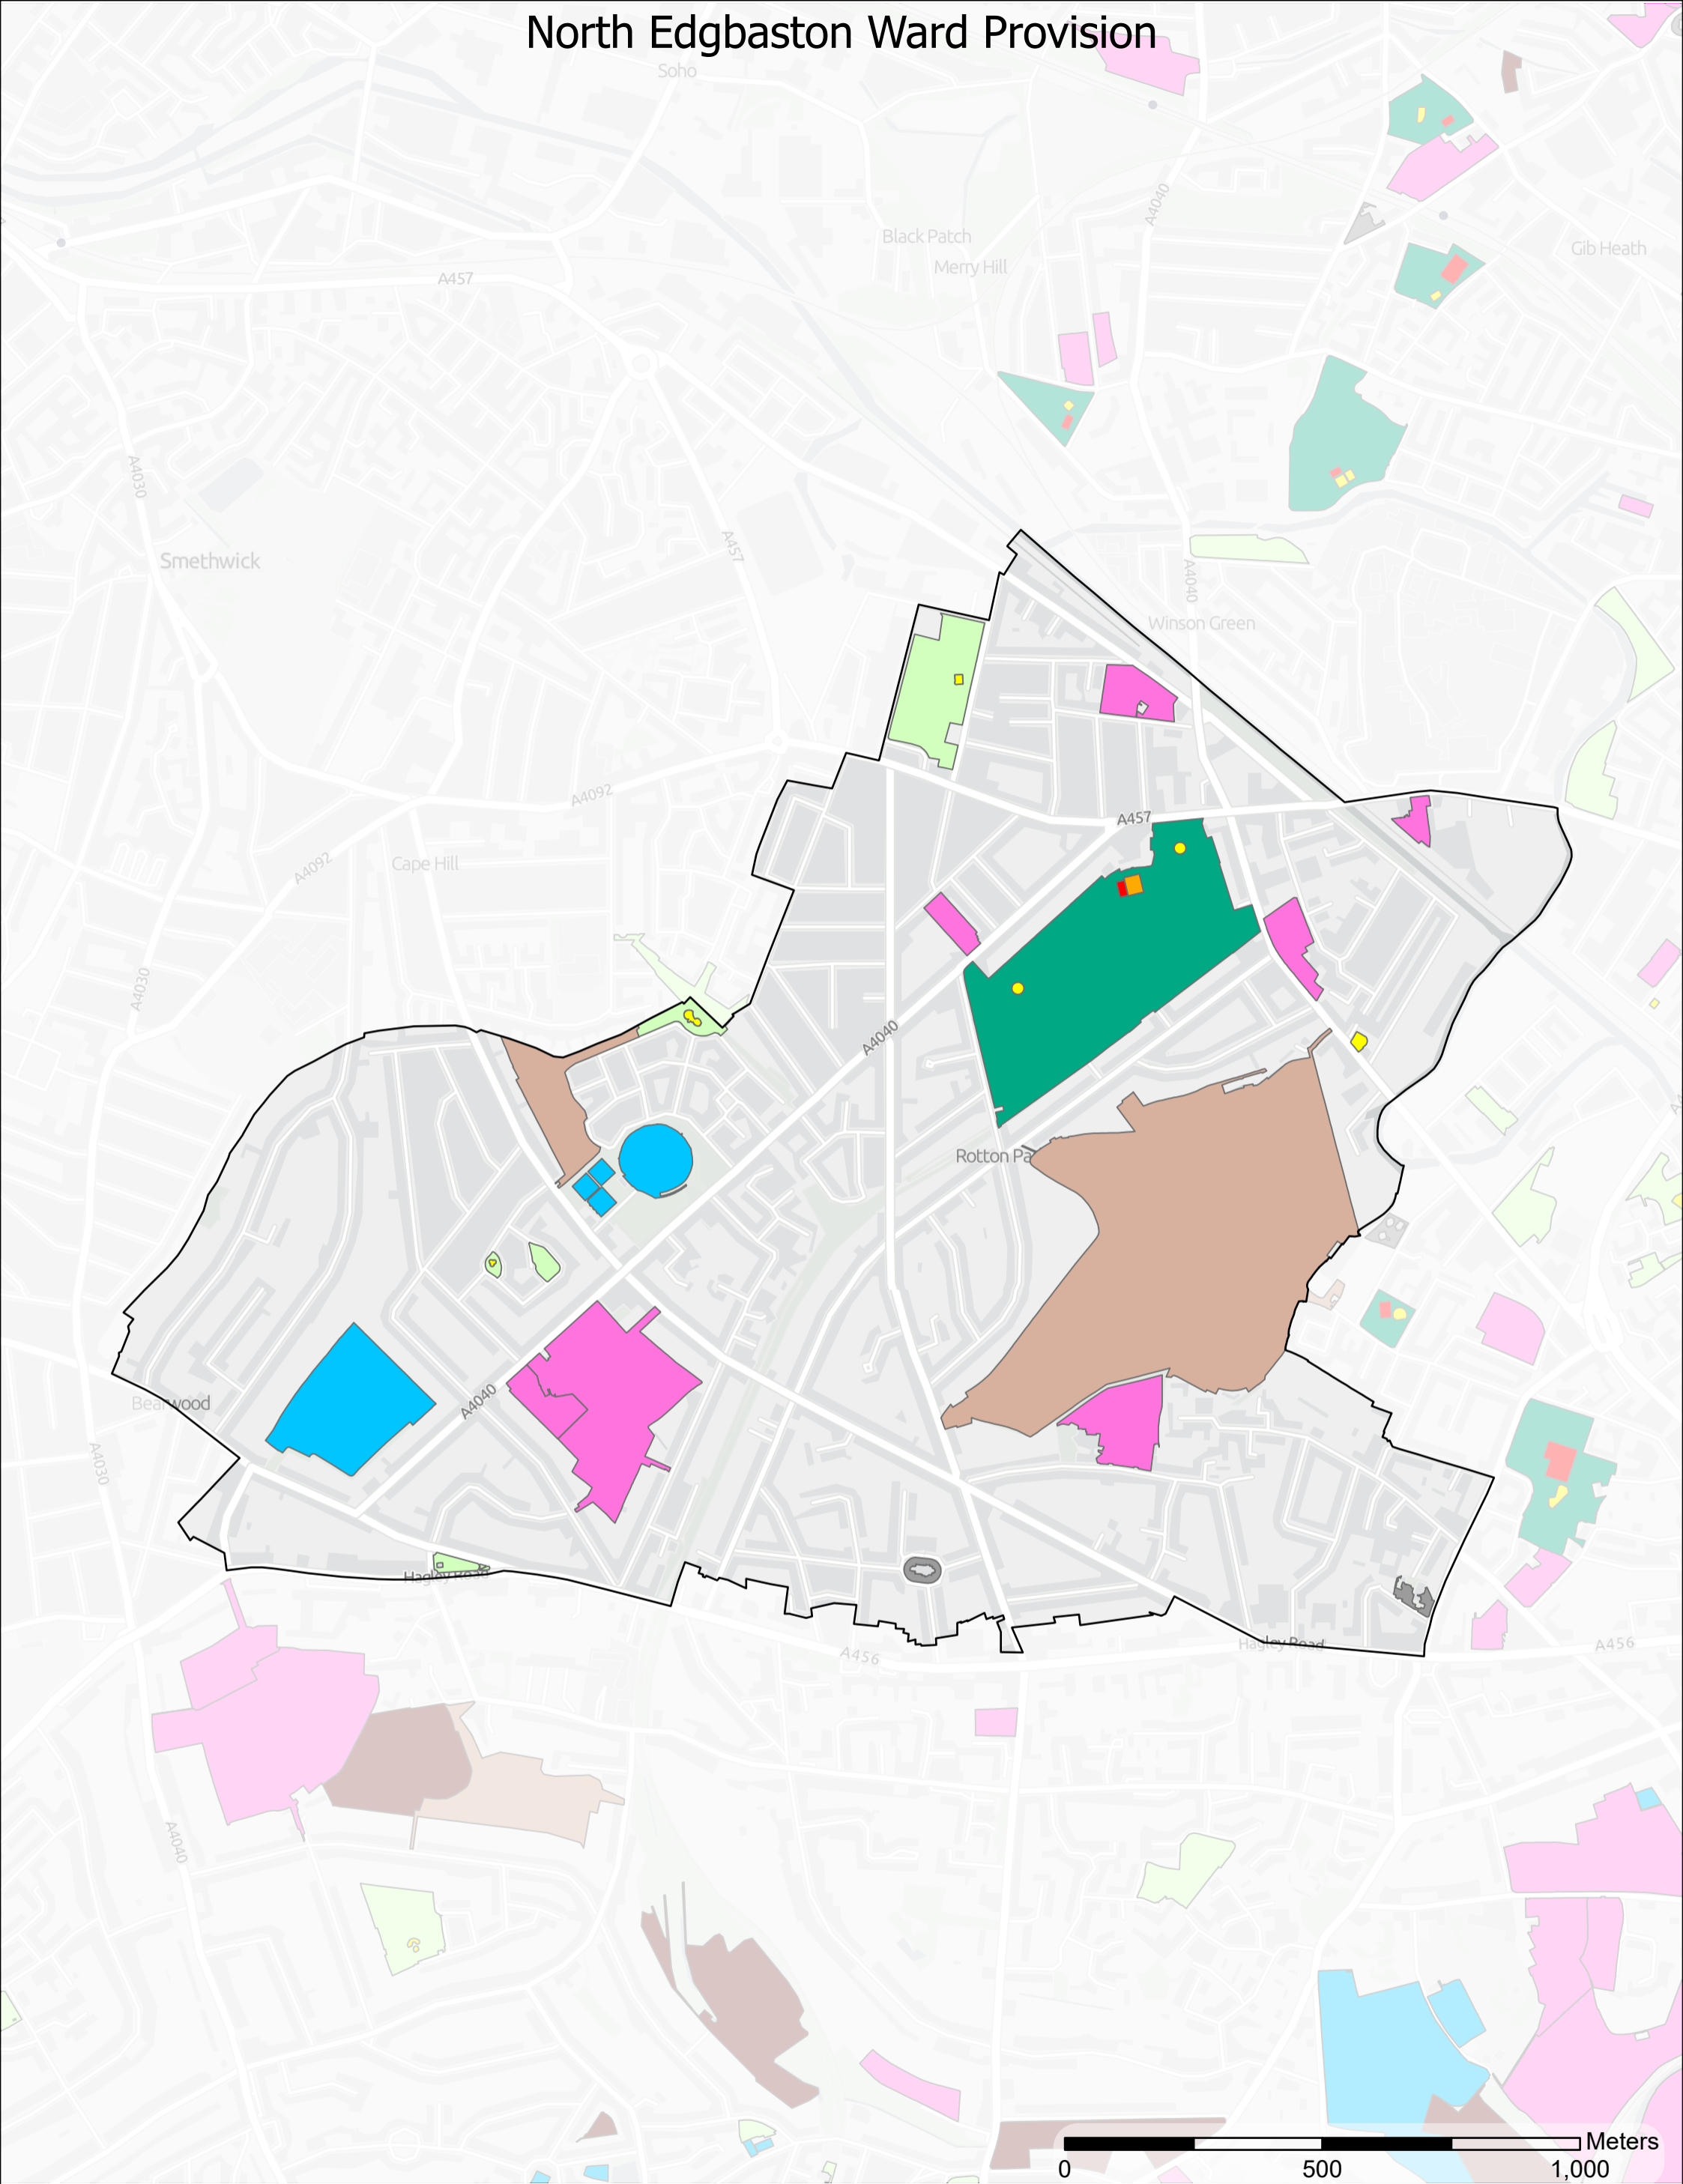 North Edgbaston Ward Provision
Soho
A4040
Black Patch
Merry Hill
Gib Heath
A457
A4030
A457
Smethwick
A4040
Winson Green
A4092
A457
Cape Hill
A4092
A4030
A4040
Rotton Pa
Bearwood
A4040
A4030
Hagley Road
Hagley Road
A456
A456
A4040
Meters
0 500 1,000